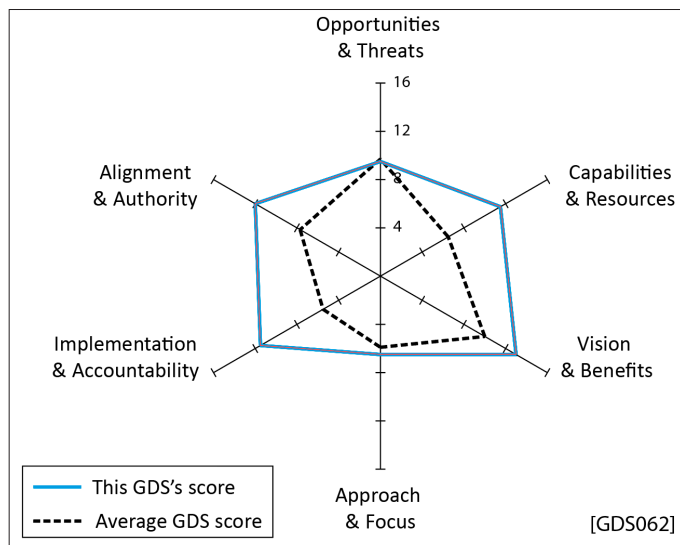 Opportunities
& Threats
16
12
8
4
Alignment
& Authority
Capabilities
& Resources
Implementation
& Accountability
Vision
& Benefits
Approach
& Focus
This GDS's score
Average GDS score
[GDS062]